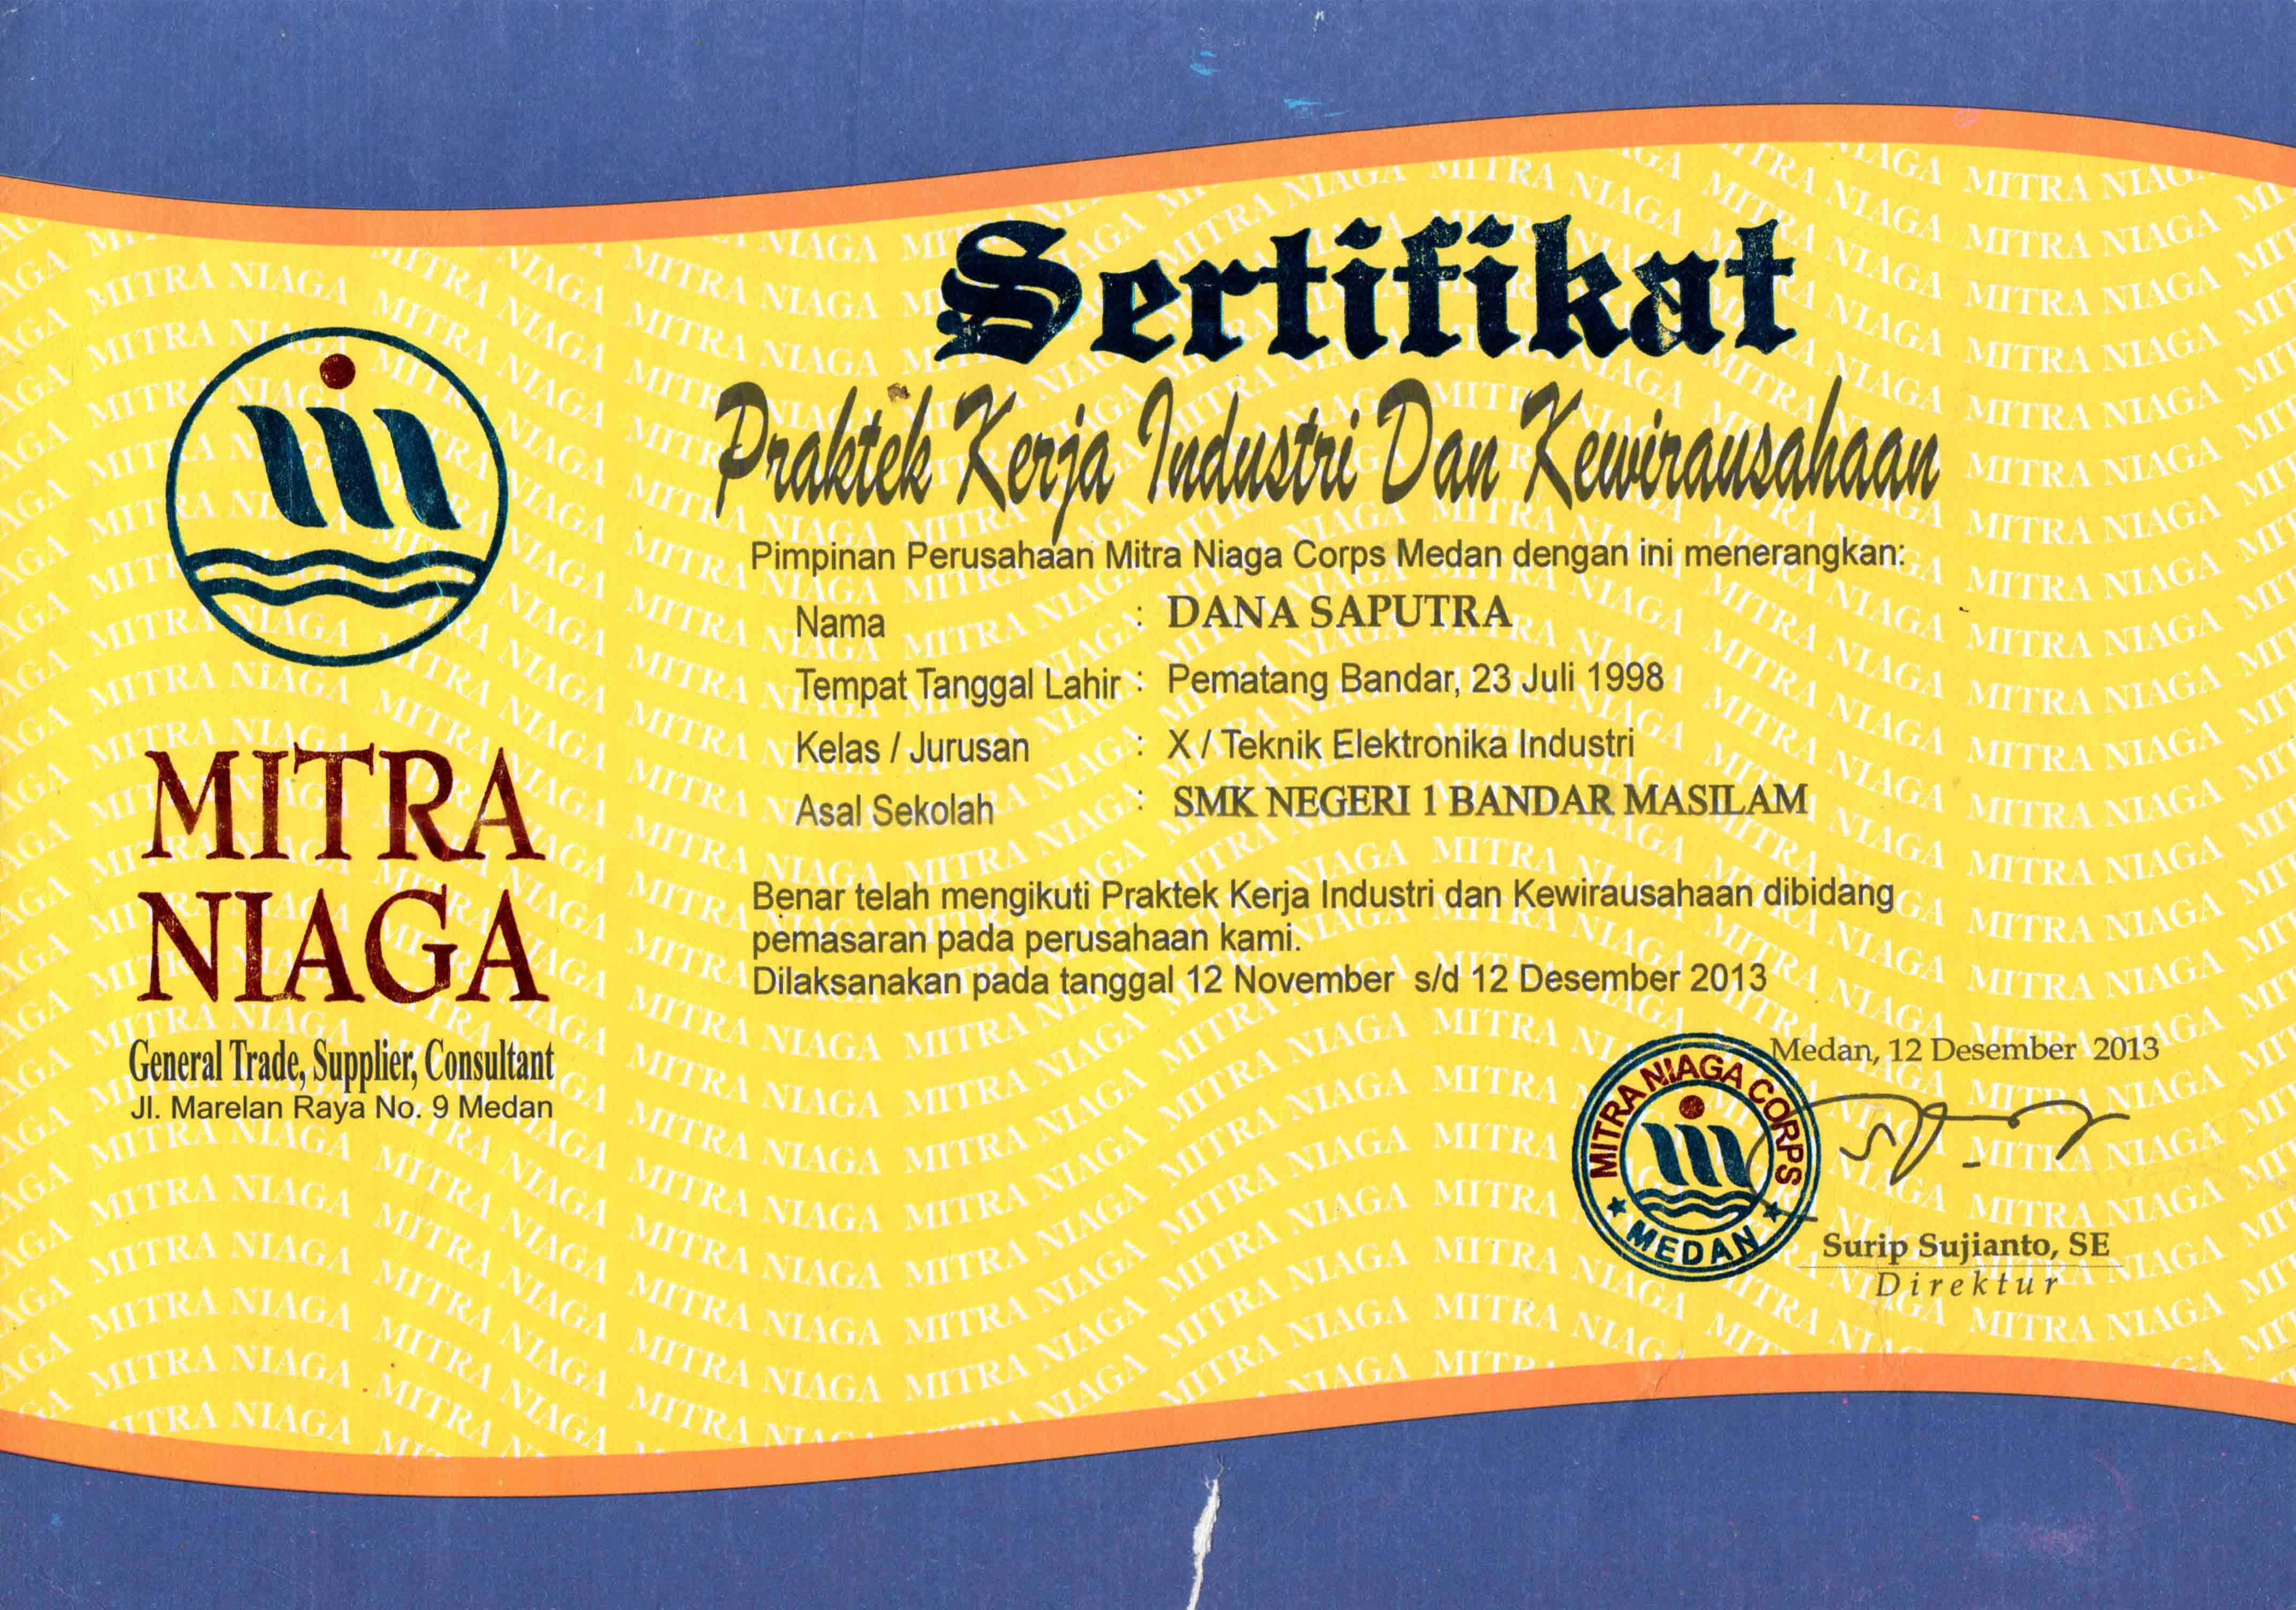 Sertifikat
Praktek Kerja Industri Dan Kewirausahaan
Pimpinan Perusahaan Mitra Niaga Corps Medan dengan ini menerangkan:
Nama : DANA SAPUTRA
Tempat Tanggal Lahir : Pematang Bandar, 23 Juli 1998
Kelas / Jurusan : X / Teknik Elektronika Industri
Asal Sekolah : SMK NEGERI 1 BANDAR MASILAM
Benar telah mengikuti Praktek Kerja Industri dan Kewirausahaan dibidang
pemasaran pada perusahaan kami.
Dilaksanakan pada tanggal 12 November s/d 12 Desember 2013
MITRA
NIAGA
General Trade, Supplier, Consultant
Jl. Marelan Raya No. 9 Medan
Medan, 12 Desember 2013
MITRA NIAGA CORPS
MEDAN
Surip Sujianto, SE
Direktur